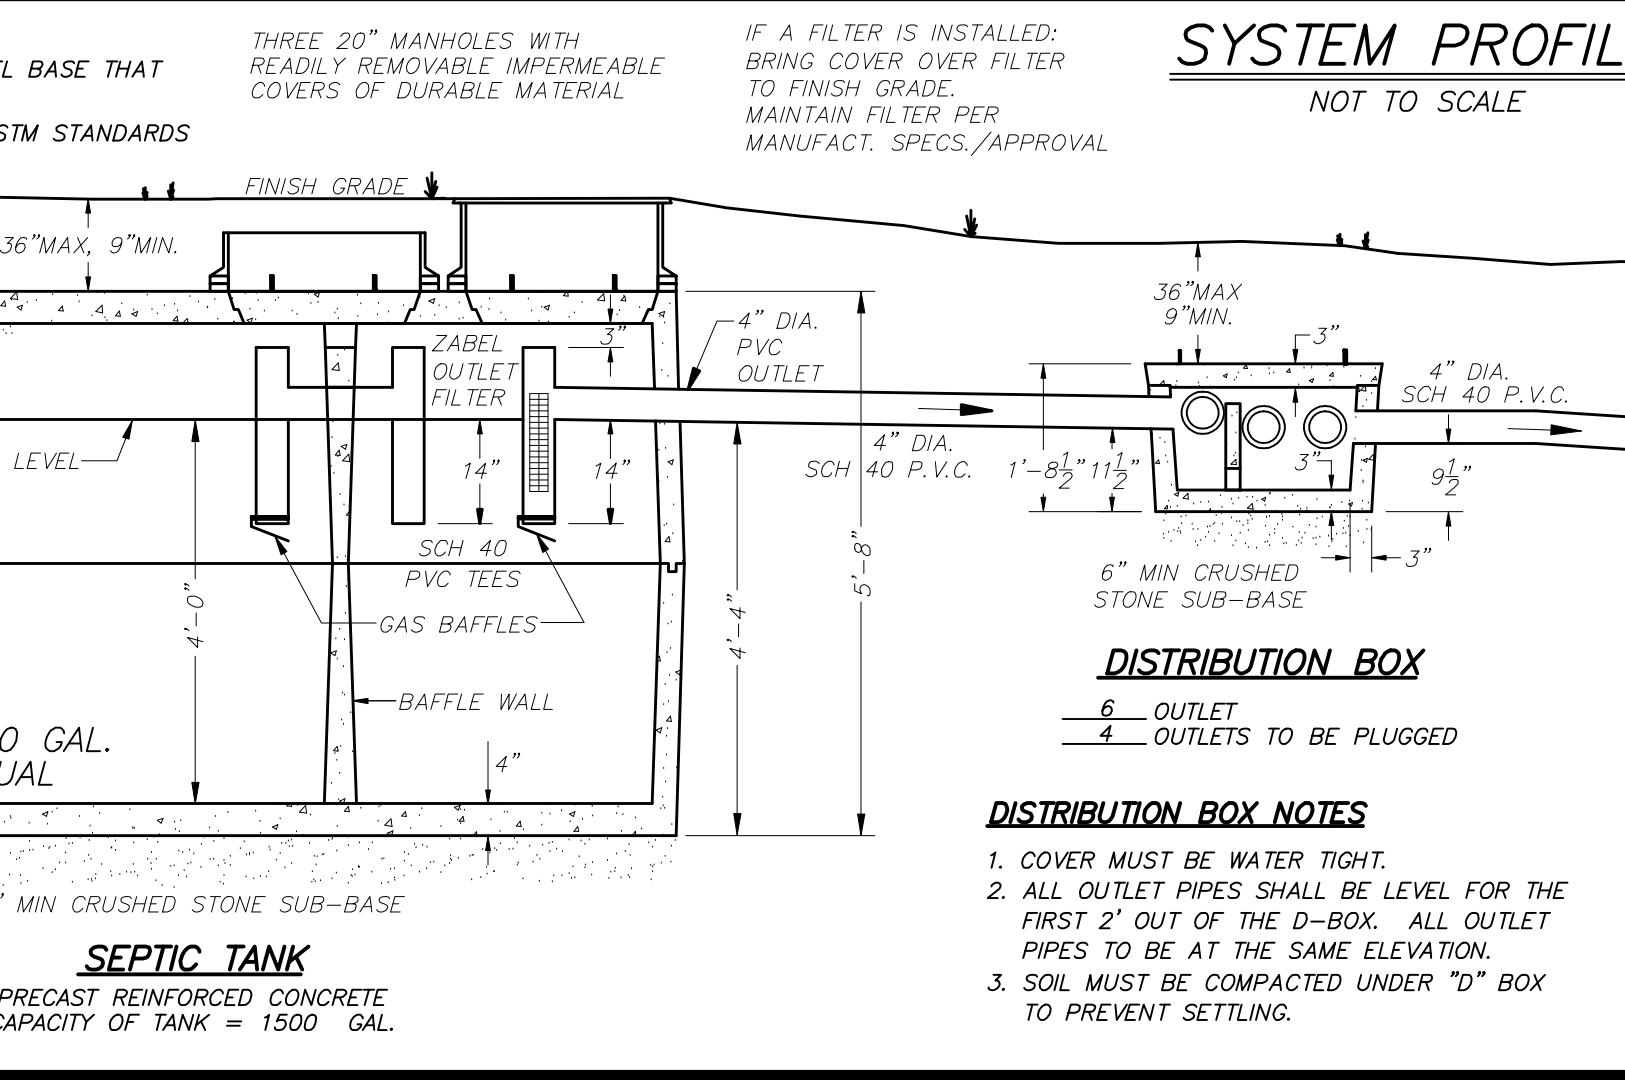 EL BASE THAT
STM STANDARDS
THREE 20” MANHOLES WITH
READILY REMOVABLE IMPERMEABLE
COVERS OF DURABLE MATERIAL
IF A FILTER IS INSTALLED:
BRING COVER OVER FILTER
TO FINISH GRADE.
MAINTAIN FILTER PER
MANUFACT. SPECS./APPROVAL
SYSTEM PROFIL
NOT TO SCALE
FINISH GRADE
36”MAX, 9”MIN.
ZABEL
OUTLET
FILTER
3”
4” DIA.
PVC
OUTLET
36”MAX
9”MIN.
3”
4” DIA.
SCH 40 P.V.C.
LEVEL
14”
14”
4” DIA.
SCH 40 P.V.C.
1’-8 1/2”
11 1/2”
3”
9 1/2”
SCH 40
PVC TEES
GAS BAFFLES
4’-0”
4’-4”
5’-8”
3”
6” MIN CRUSHED
STONE SUB-BASE
BAFFLE WALL
4”
0 GAL.
UAL
DISTRIBUTION BOX
6 OUTLET
4 OUTLETS TO BE PLUGGED
DISTRIBUTION BOX NOTES
1. COVER MUST BE WATER TIGHT.
2. ALL OUTLET PIPES SHALL BE LEVEL FOR THE
FIRST 2’ OUT OF THE D-BOX. ALL OUTLET
PIPES TO BE AT THE SAME ELEVATION.
3. SOIL MUST BE COMPACTED UNDER ”D” BOX
TO PREVENT SETTLING.
” MIN CRUSHED STONE SUB-BASE
SEPTIC TANK
PRECAST REINFORCED CONCRETE
CAPACITY OF TANK = 1500 GAL.